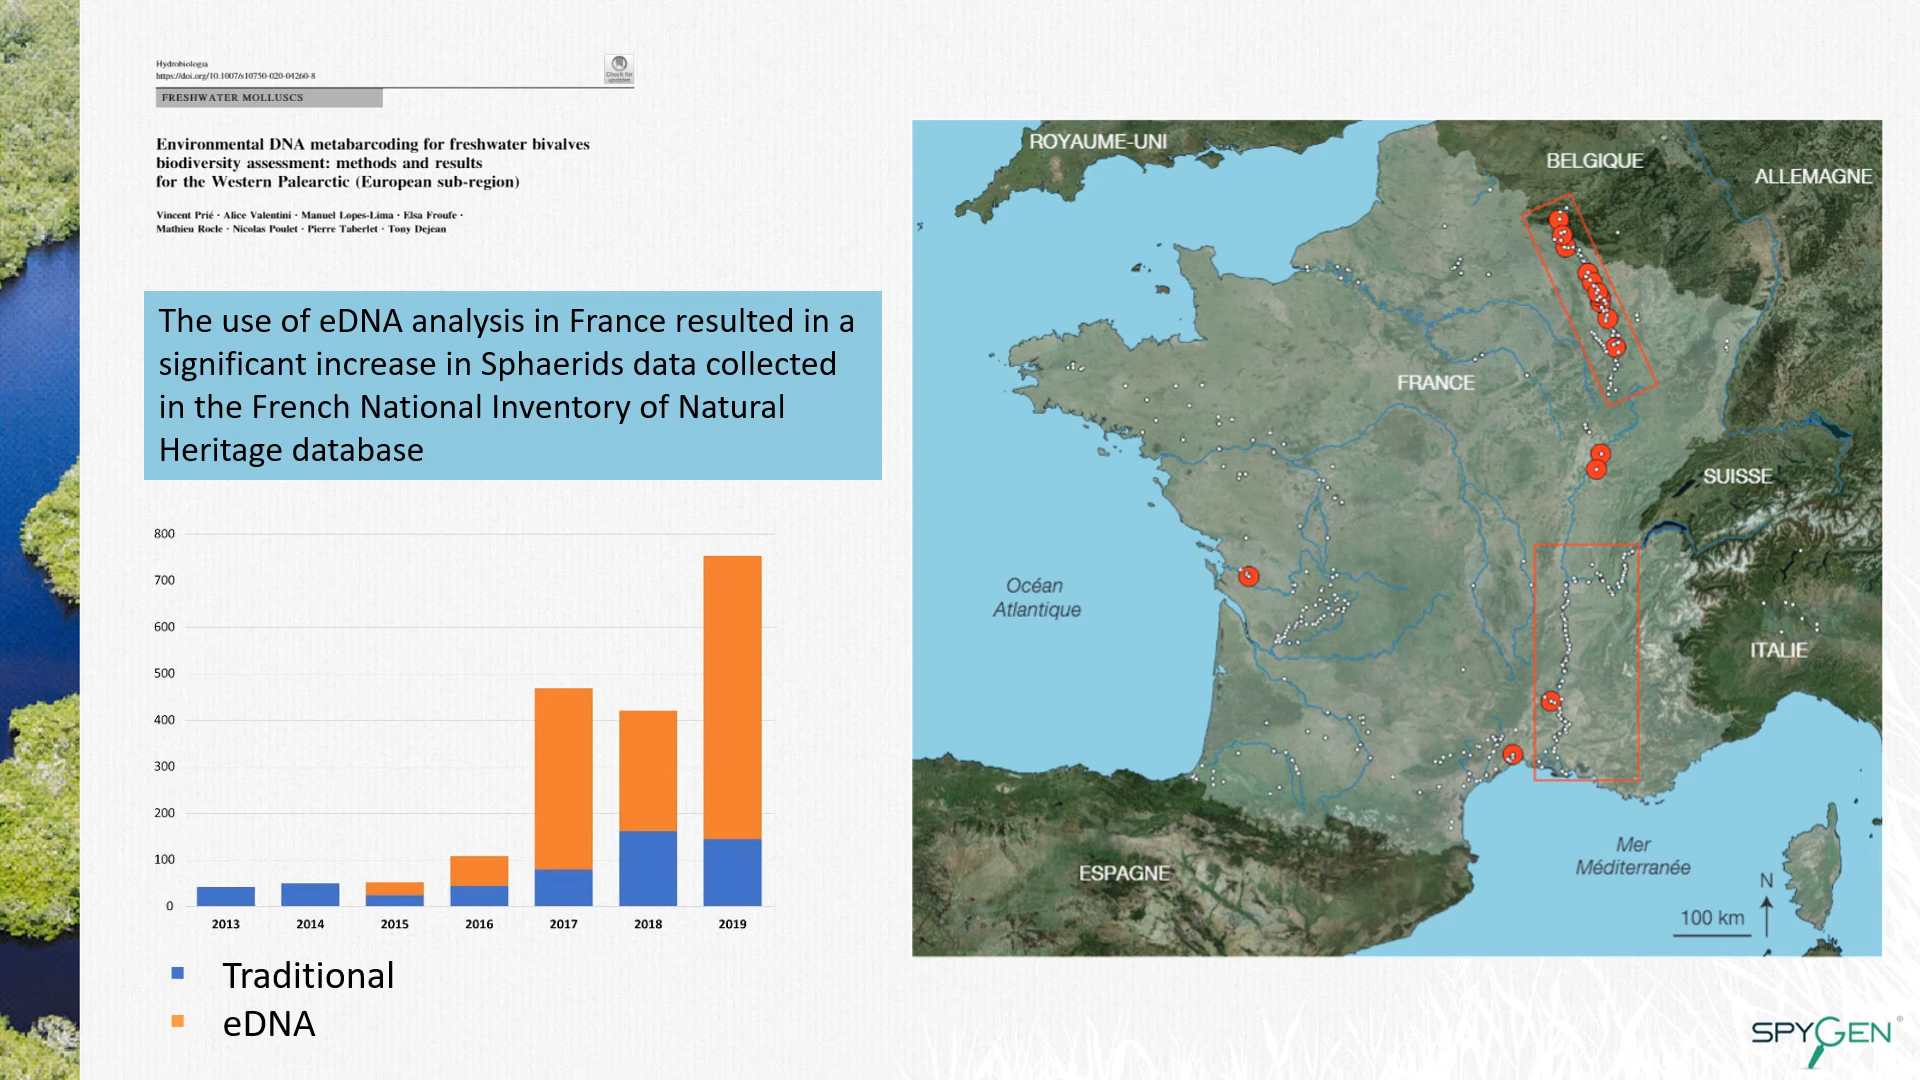 Hydrobiologia
https://doi.org/10.1007/s10750-020-04260-8
Check for
updates
FRESHWATER MOLLUSCS
Environmental DNA metabarcoding for freshwater bivalves
biodiversity assessment: methods and results
for the Western Palearctic (European sub-region)
Vincent Prié · Alice Valentini · Manuel Lopes-Lima · Elsa Froufe ·
Mathieu Rocle · Nicolas Poulet · Pierre Taberlet · Tony Dejean
The use of eDNA analysis in France resulted in a
significant increase in Sphaerids data collected
in the French National Inventory of Natural
Heritage database
800
700
600
500
400
300
200
100
0
2013 2014 2015 2016 2017 2018 2019
Traditional
eDNA
ROYAUME-UNI
BELGIQUE
ALLEMAGNE
FRANCE
SUISSE
Océan
Atlantique
ITALIE
ESPAGNE
Mer
Méditerranée
N
100 km
SPYGEN®